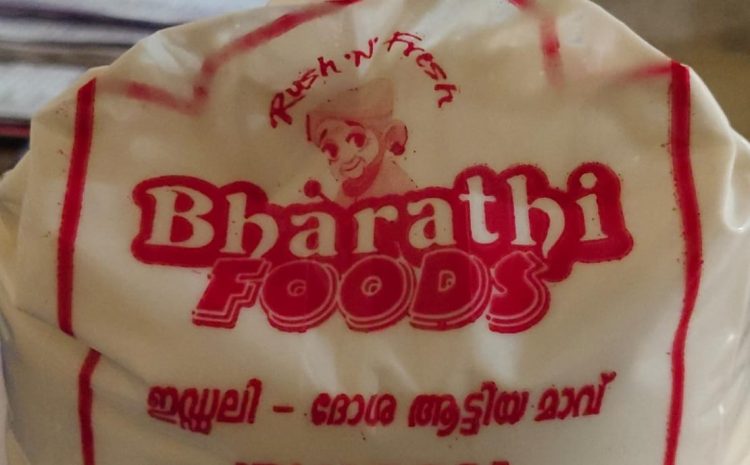 Rush 'N' Fresh
Bharathi
FOODS
ഇഡ്ഡലി - ദോശ ആട്ടിയ മാവ്